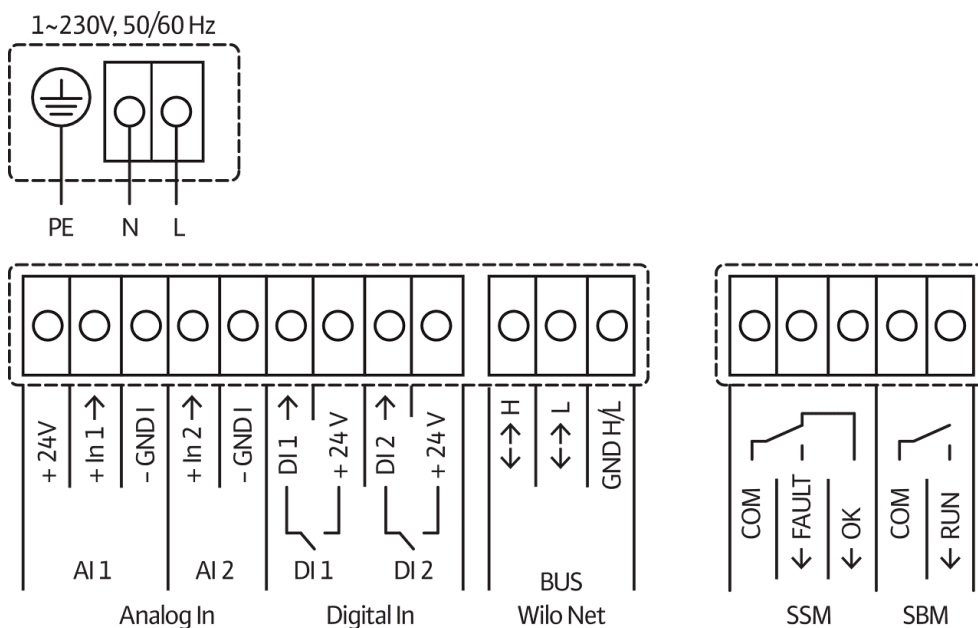 1~230V, 50/60 Hz
PE N L
+ 24V
+ In 1 →
- GND I
+ In 2 →
- GND I
DI 1 →
+ 24 V
DI 2 →
+ 24 V
↔ H
↔ L
GND H/L
COM
← FAULT
← OK
COM
← RUN
AI 1 AI 2 DI 1 DI 2 BUS
Analog In Digital In Wilo Net SSM SBM